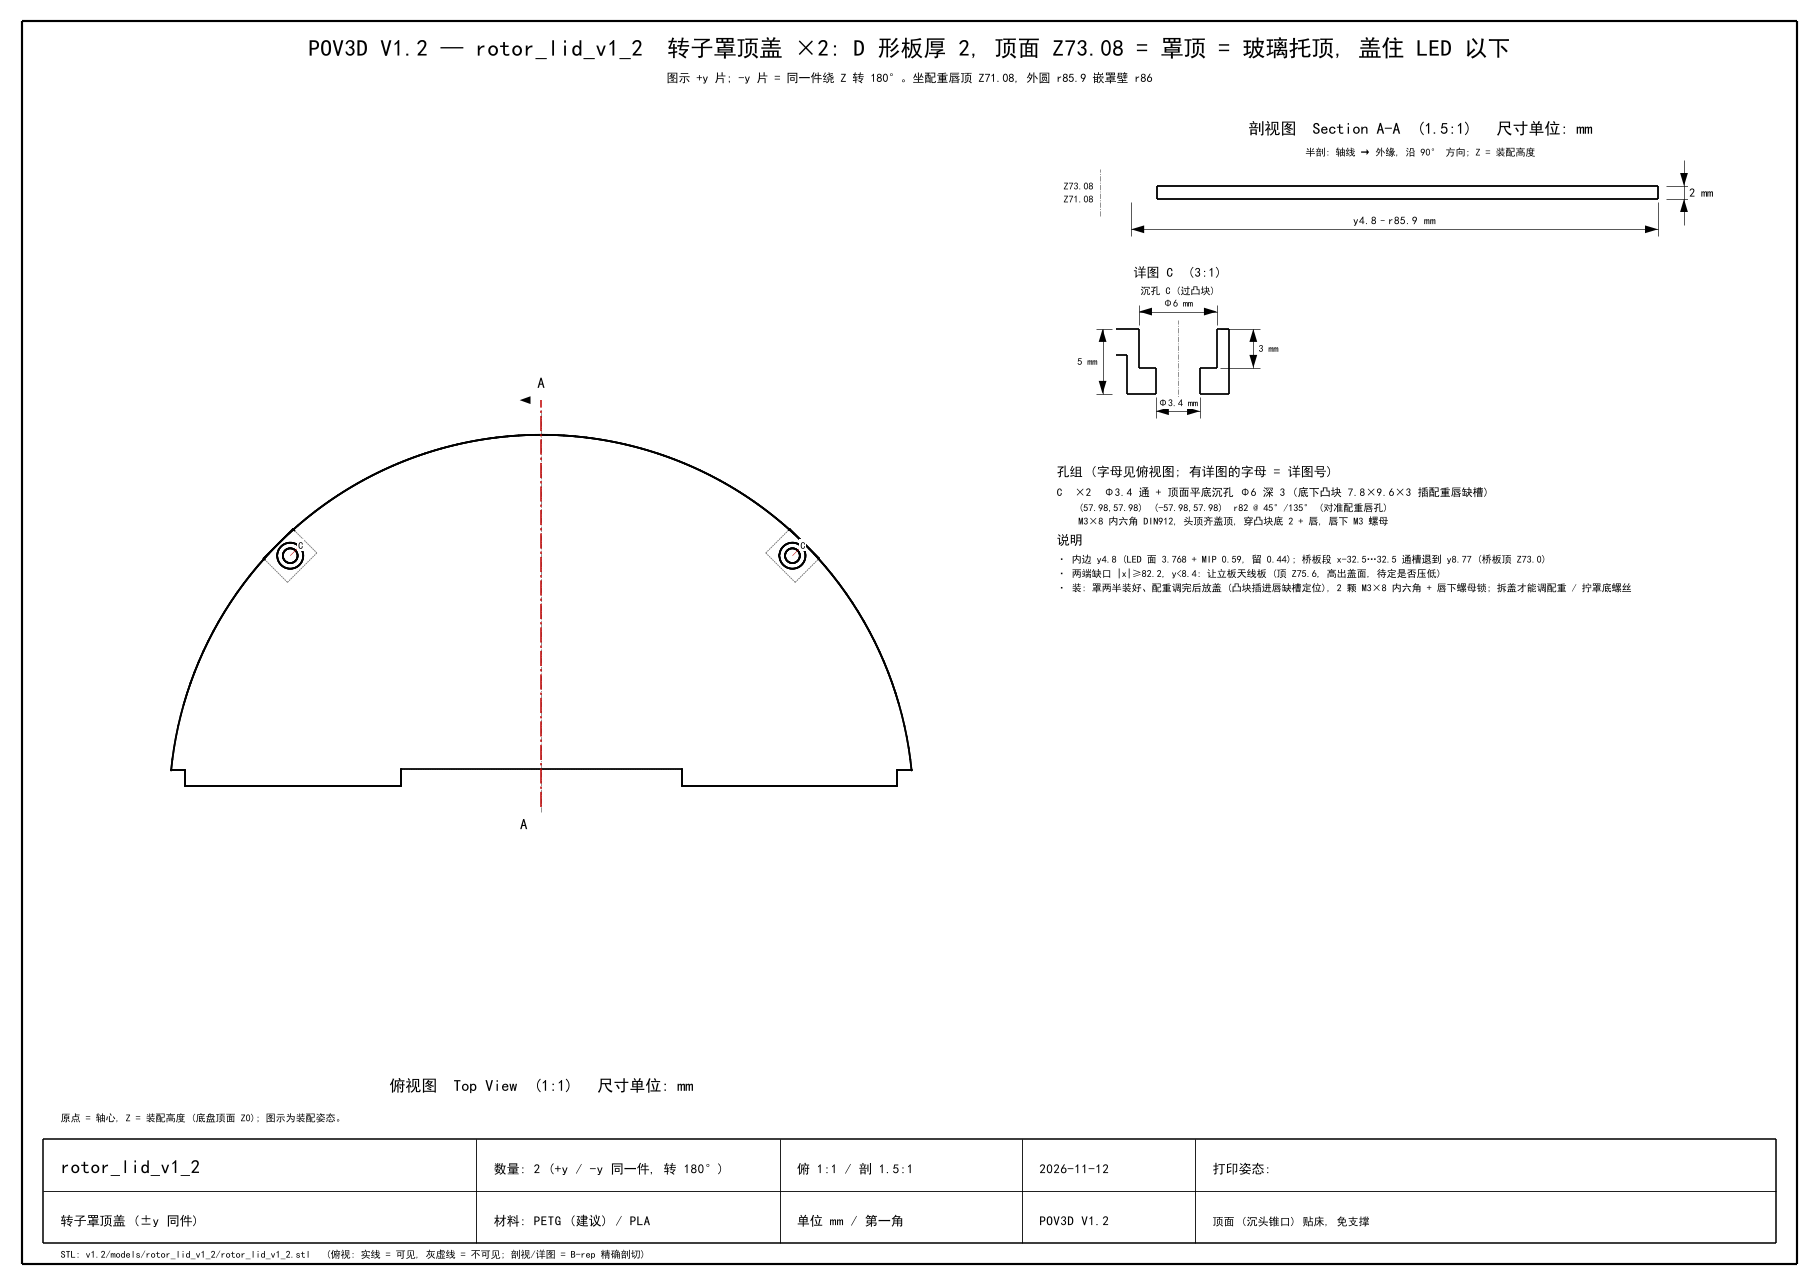 POV3D V1.2 — rotor_lid_v1_2  转子罩顶盖 ×2: D 形板厚 2, 顶面 Z73.08 = 罩顶 = 玻璃托顶, 盖住 LED 以下
图示 +y 片; -y 片 = 同一件绕 Z 转 180°。坐配重唇顶 Z71.08, 外圆 r85.9 嵌罩壁 r86
剖视图  Section A-A  (1.5:1)  尺寸单位: mm
半剖: 轴线 → 外缘, 沿 90° 方向; Z = 装配高度
Z73.08
Z71.08
2 mm
y4.8–r85.9 mm
详图 C  (3:1)
沉孔 C (过凸块)
Φ6 mm
5 mm
3 mm
Φ3.4 mm
A
C
C
A
孔组 (字母见俯视图; 有详图的字母 = 详图号)
C  ×2  Φ3.4 通 + 顶面平底沉孔 Φ6 深 3 (底下凸块 7.8×9.6×3 插配重唇缺槽)
(57.98,57.98) (-57.98,57.98)  r82 @ 45°/135° (对准配重唇孔)
M3×8 内六角 DIN912, 头顶齐盖顶, 穿凸块底 2 + 唇, 唇下 M3 螺母
说明
· 内边 y4.8 (LED 面 3.768 + MIP 0.59, 留 0.44); 桥板段 x-32.5…32.5 通槽退到 y8.77 (桥板顶 Z73.0)
· 两端缺口 |x|≥82.2, y<8.4: 让立板天线板 (顶 Z75.6, 高出盖面, 待定是否压低)
· 装: 罩两半装好、配重调完后放盖 (凸块插进唇缺槽定位), 2 颗 M3×8 内六角 + 唇下螺母锁; 拆盖才能调配重 / 拧罩底螺丝
俯视图  Top View  (1:1)  尺寸单位: mm
原点 = 轴心, Z = 装配高度 (底盘顶面 Z0); 图示为装配姿态。
rotor_lid_v1_2
数量: 2 (+y / -y 同一件, 转 180°)
俯 1:1 / 剖 1.5:1
2026-11-12
打印姿态:
转子罩顶盖 (±y 同件)
材料: PETG (建议) / PLA
单位 mm / 第一角
POV3D V1.2
顶面 (沉头锥口) 贴床, 免支撑
STL: v1.2/models/rotor_lid_v1_2/rotor_lid_v1_2.stl  (俯视: 实线 = 可见, 灰虚线 = 不可见; 剖视/详图 = B-rep 精确剖切)